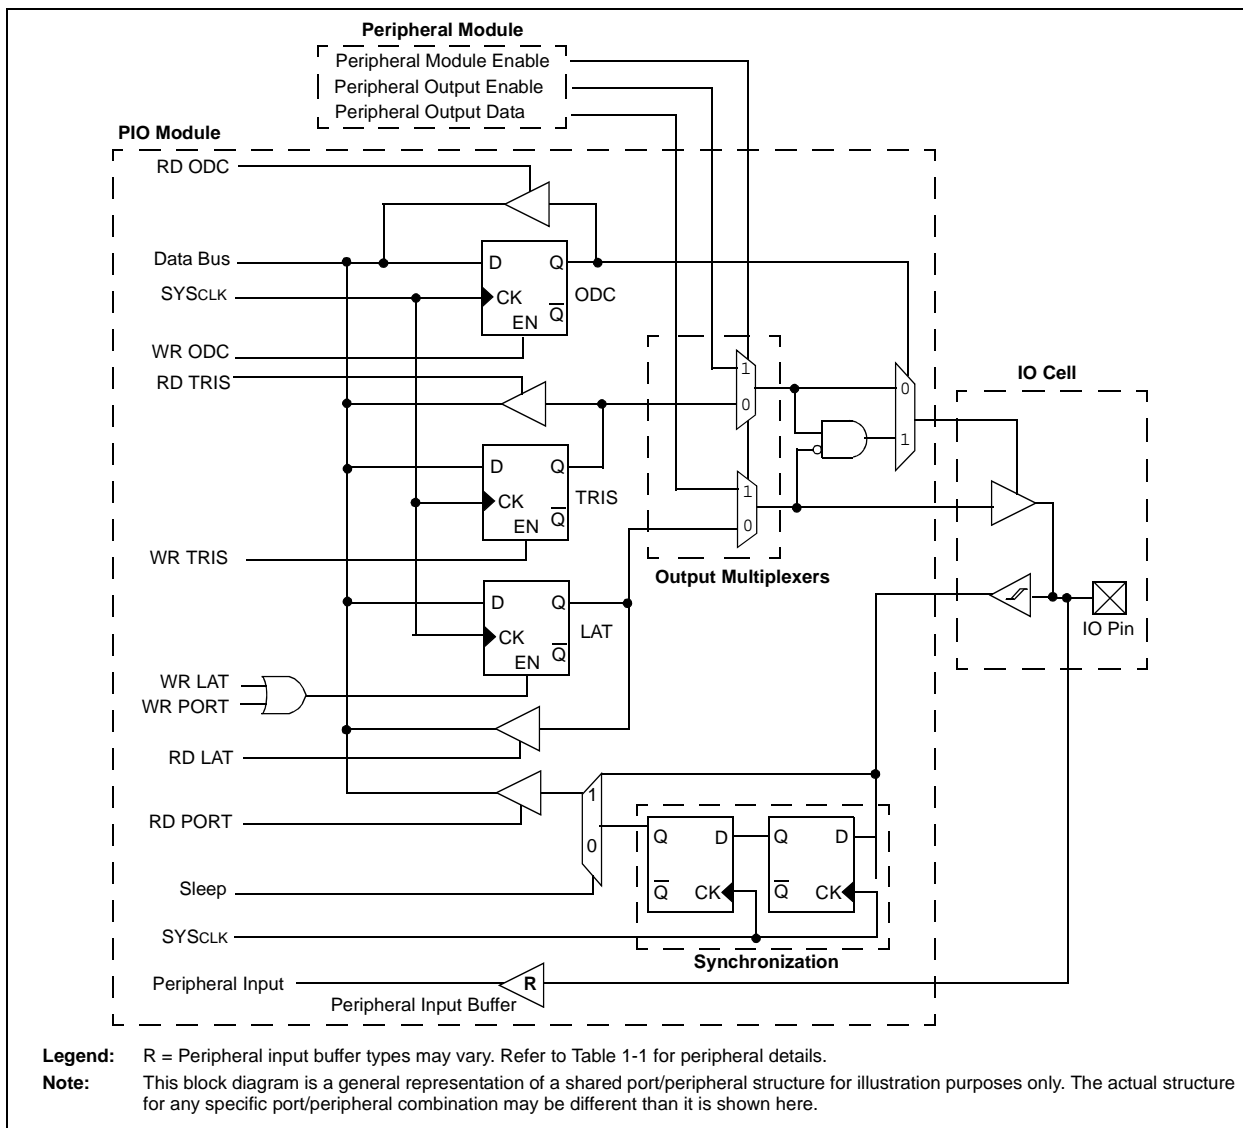 Peripheral Module
Peripheral Module Enable
Peripheral Output Enable
Peripheral Output Data
PIO Module
RD ODC
Data Bus
D Q
SYSCLK
CK
ODC
Q
EN
WR ODC
RD TRIS
1
0
IO Cell
0
1
D Q
CK
TRIS
Q
EN
1
0
WR TRIS
Output Multiplexers
D Q
CK
LAT
Q
EN
IO Pin
WR LAT
WR PORT
RD LAT
1
0
RD PORT
Q D
Q D
Q CK
Q CK
Sleep
SYSCLK
Synchronization
Peripheral Input
R
Peripheral Input Buffer
Legend: R = Peripheral input buffer types may vary. Refer to Table 1-1 for peripheral details.
Note: This block diagram is a general representation of a shared port/peripheral structure for illustration purposes only. The actual structure
for any specific port/peripheral combination may be different than it is shown here.